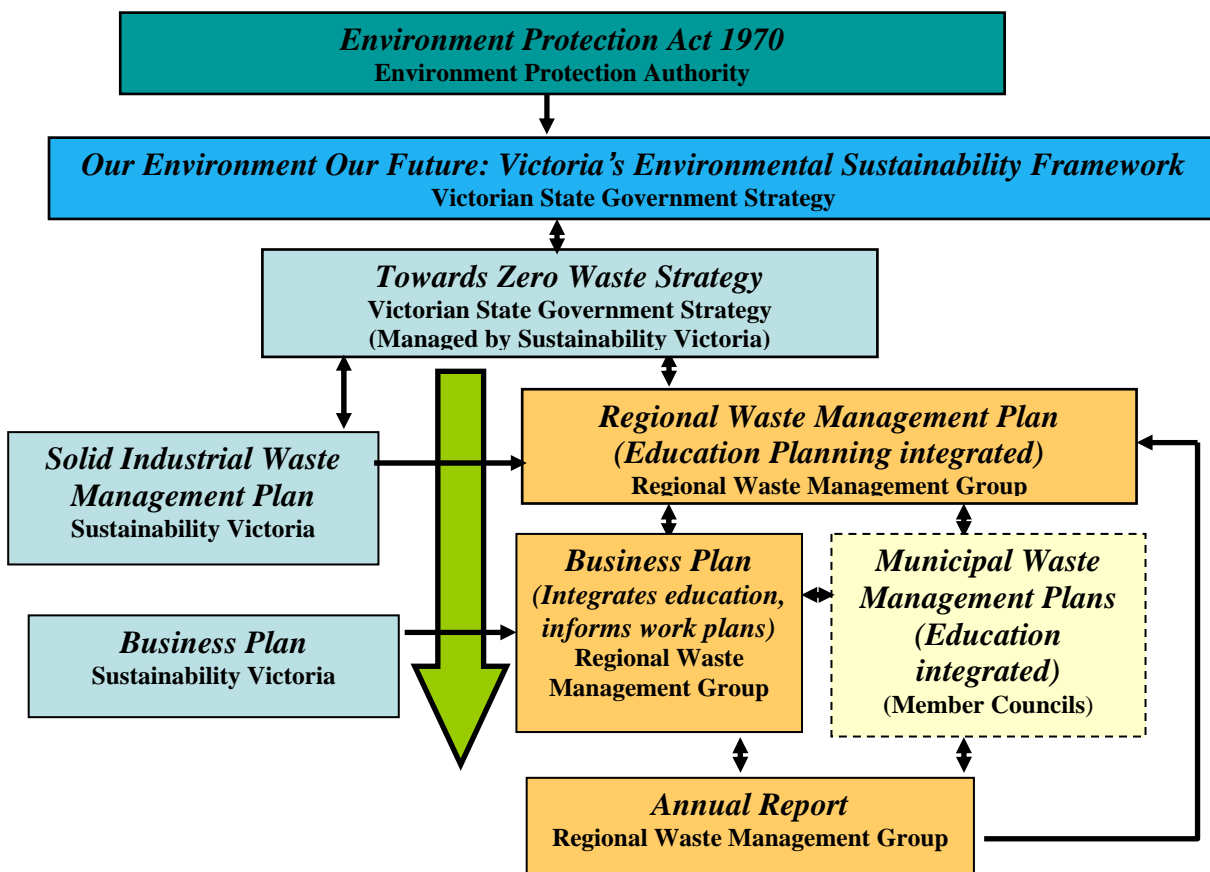 Environment Protection Act 1970
Environment Protection Authority
Our Environment Our Future: Victoria’s Environmental Sustainability Framework
Victorian State Government Strategy
Towards Zero Waste Strategy
Victorian State Government Strategy
(Managed by Sustainability Victoria)
Regional Waste Management Plan
(Education Planning integrated)
Regional Waste Management Group
Solid Industrial Waste
Management Plan
Sustainability Victoria
Business Plan
(Integrates education,
informs work plans)
Regional Waste
Management Group
Municipal Waste
Management Plans
(Education
integrated)
(Member Councils)
Business Plan
Sustainability Victoria
Annual Report
Regional Waste Management Group